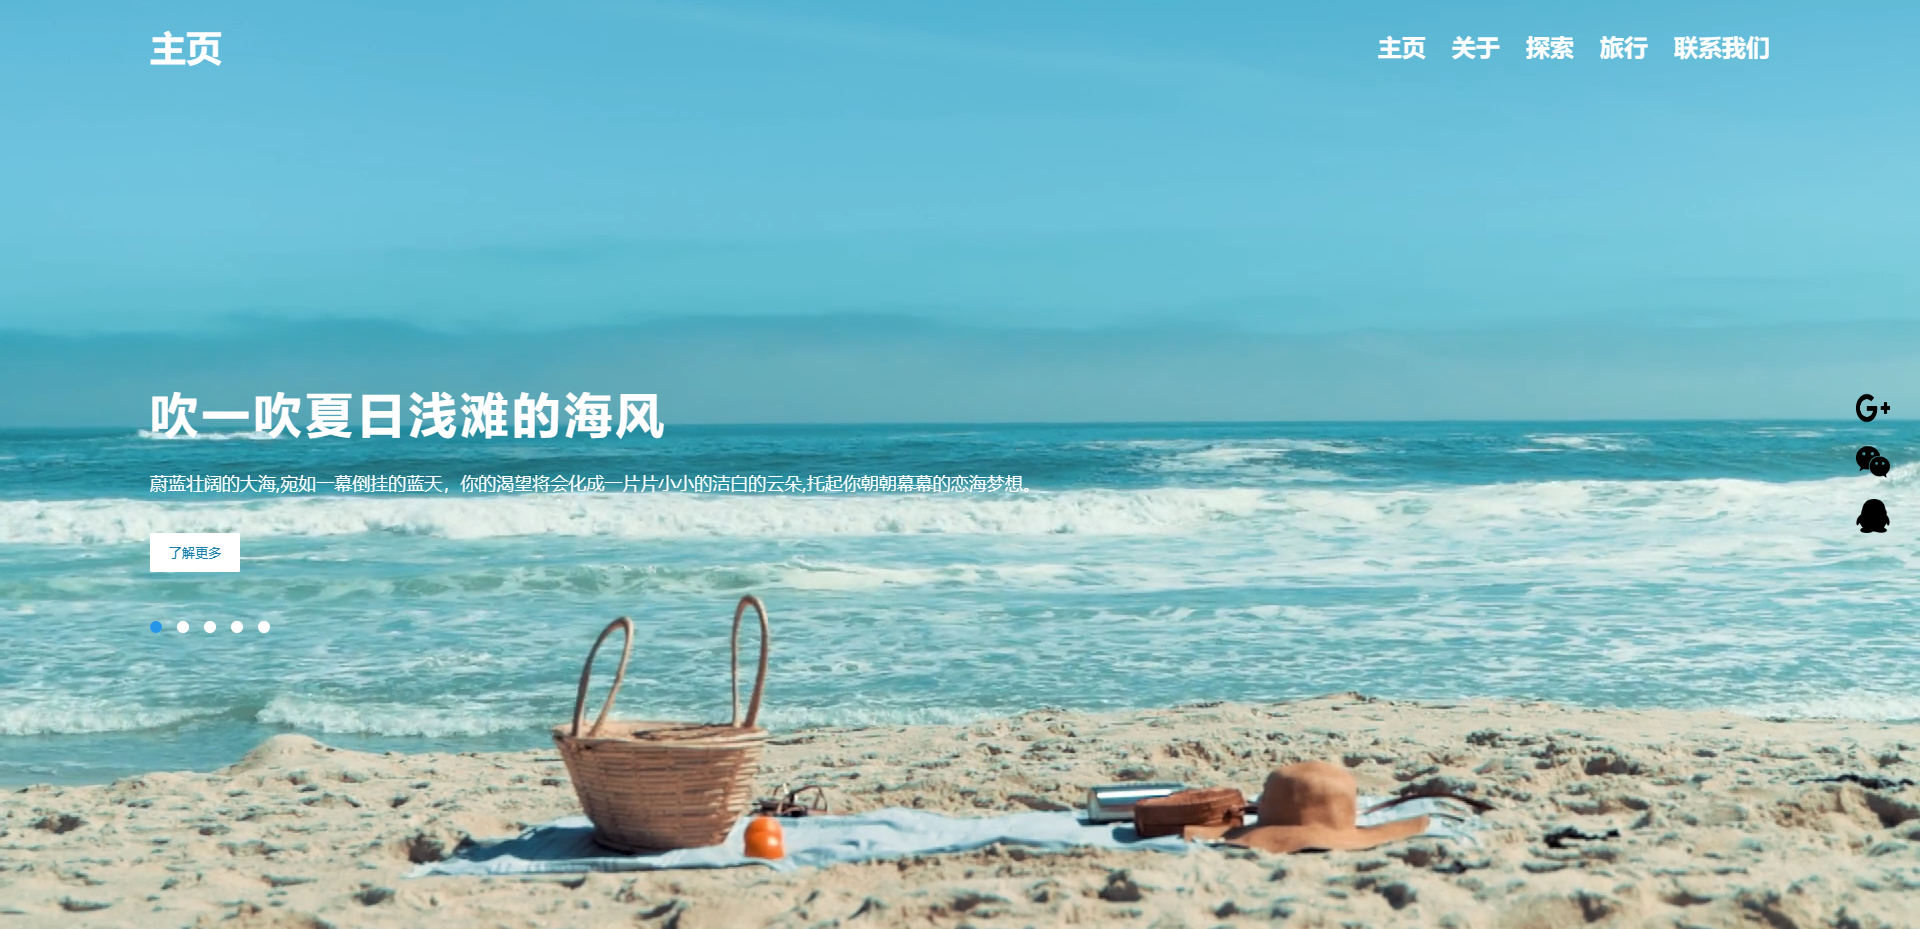 主页
主页 关于 探索 旅行 联系我们
吹一吹夏日浅滩的海风
蔚蓝壮阔的大海,宛如一幕倒挂的蓝天，你的渴望将会化成一片片小小的洁白的云朵,托起你朝朝幕幕的恋海梦想。
了解更多
G+